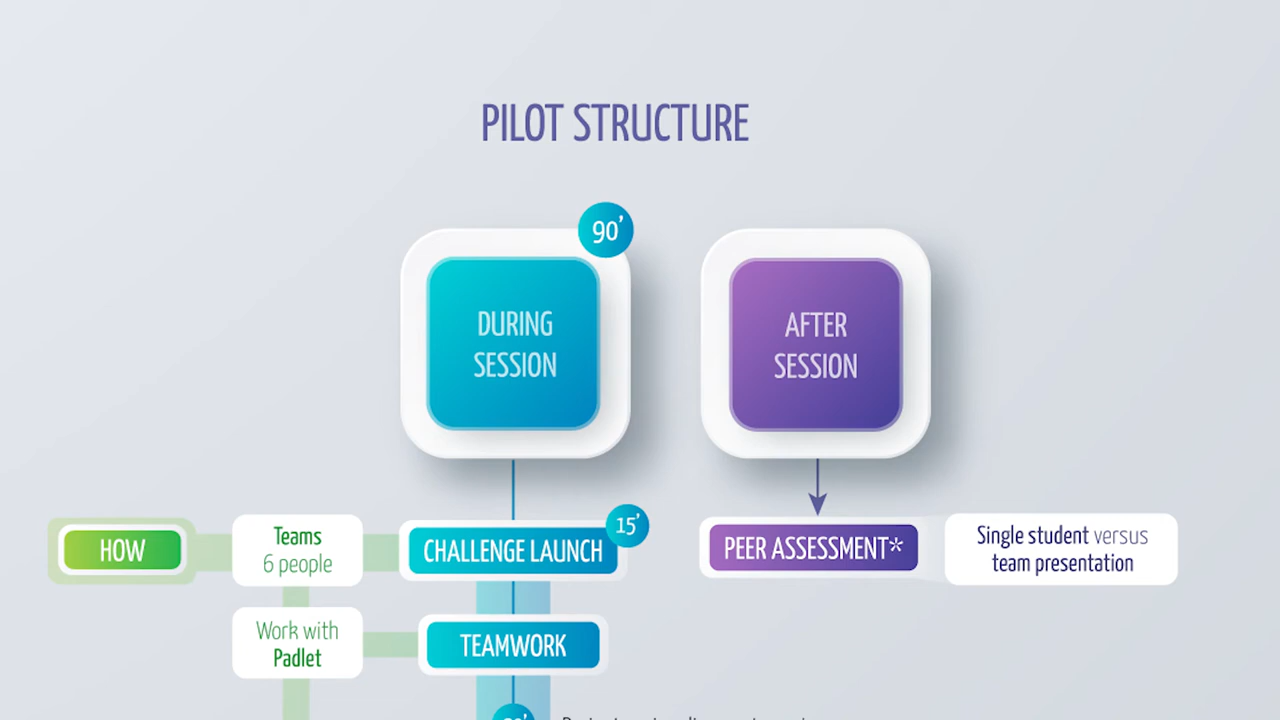 PILOT STRUCTURE
90’
DURING
SESSION
AFTER
SESSION
HOW
Teams
6 people
CHALLENGE LAUNCH
15’
PEER ASSESSMENT*
Single student versus
team presentation
Work with
Padlet
TEAMWORK